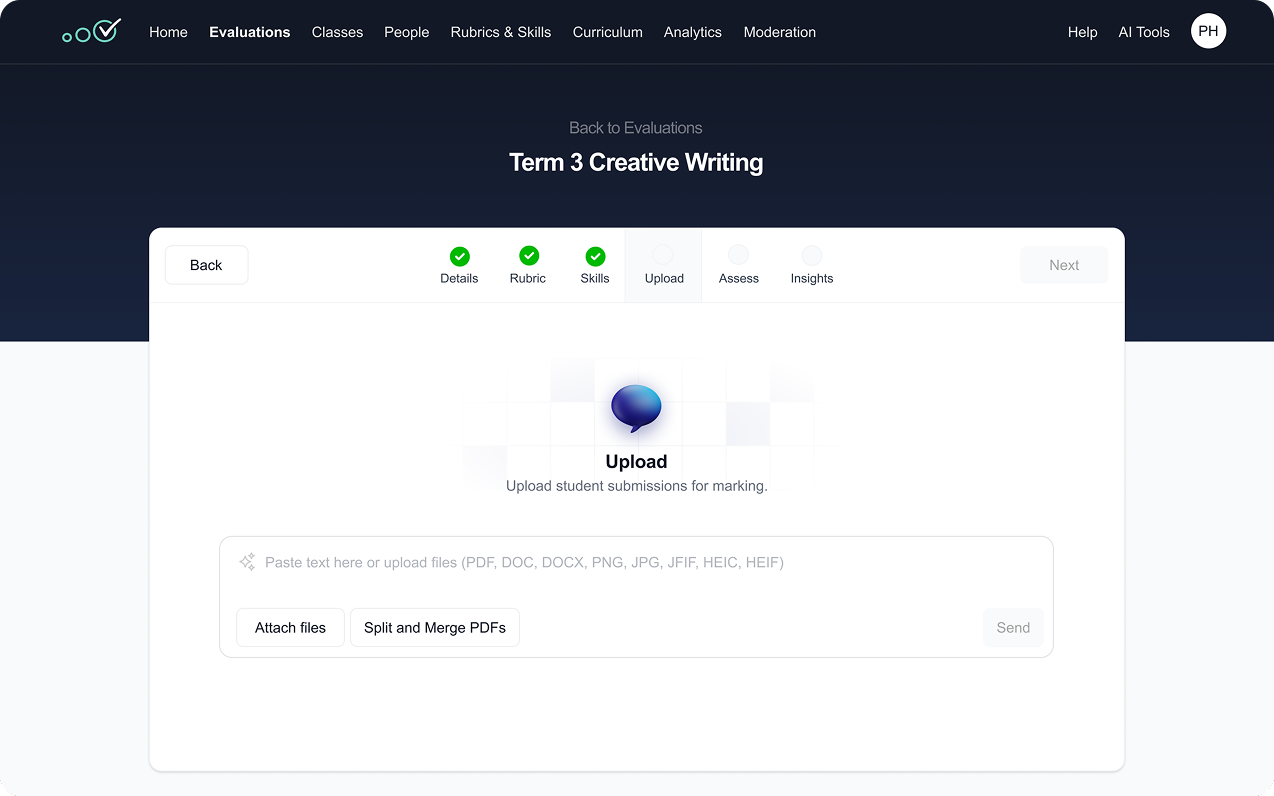 Home Evaluations Classes People Rubrics & Skills Curriculum Analytics Moderation Help AI Tools PH
Back to Evaluations
Term 3 Creative Writing
Back Details Rubric Skills Upload Assess Insights Next
Upload
Upload student submissions for marking.
Paste text here or upload files (PDF, DOC, DOCX, PNG, JPG, JFIF, HEIC, HEIF)
Attach files Split and Merge PDFs Send